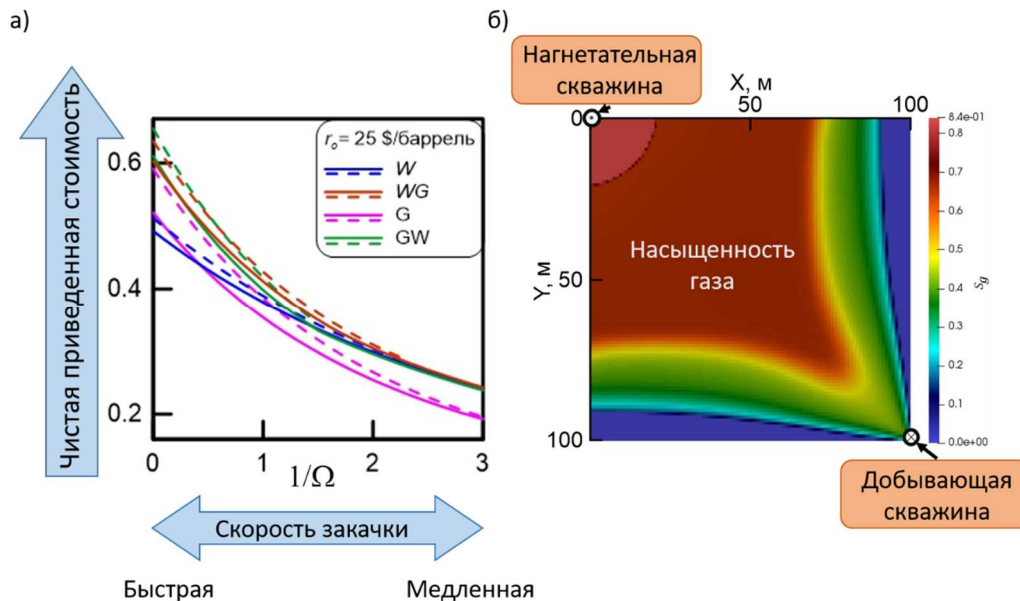 а)
б)
Чистая приведенная стоимость
0.6
0.4
0.2
r_o = 25 $/баррель
W
WG
G
GW
0
1
2
3
1/Ω
Скорость закачки
Быстрая
Медленная
Нагнетательная
скважина
X, м
50
100
0
50
100
Y, м
Насыщенность
газа
8.4e-01
0.8
0.7
0.6
0.5
0.4
0.3
0.2
0.1
0.0e+00
Sg
Добывающая
скважина